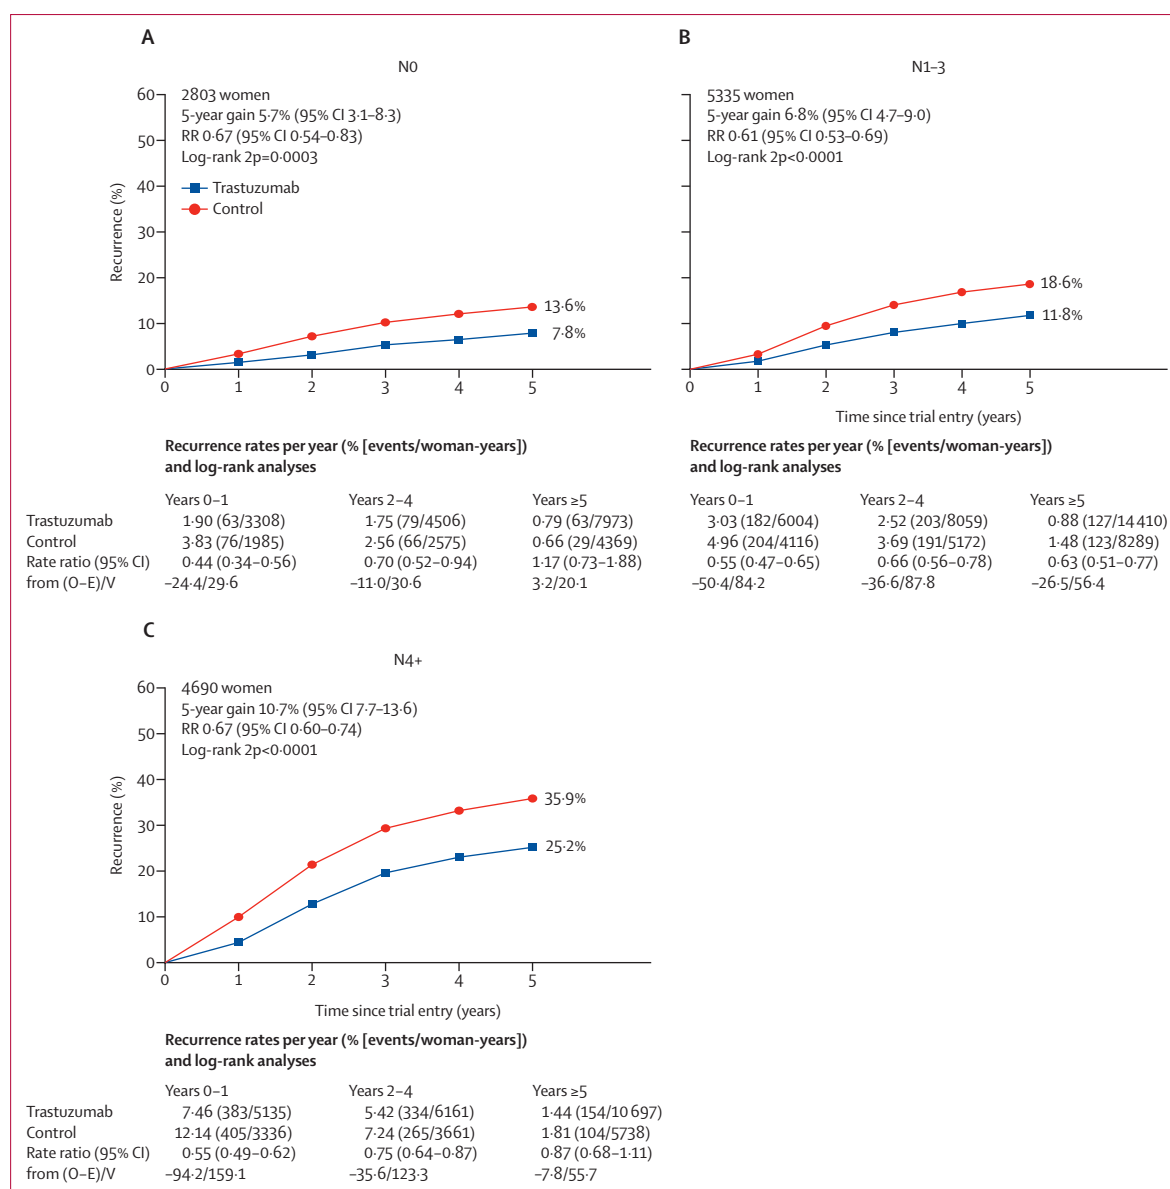 A
N0
60
50
40
30
20
10
0
Recurrence (%)
2803 women
5-year gain 5·7% (95% CI 3·1–8·3)
RR 0·67 (95% CI 0·54–0·83)
Log-rank 2p=0·0003
Trastuzumab
Control
13·6%
7·8%
0 1 2 3 4 5
Recurrence rates per year (% [events/woman-years])
and log-rank analyses
Years 0–1 Years 2–4 Years ≥5
Trastuzumab 1·90 (63/3308) 1·75 (79/4506) 0·79 (63/7973)
Control 3·83 (76/1985) 2·56 (66/2575) 0·66 (29/4369)
Rate ratio (95% CI) 0·44 (0·34–0·56) 0·70 (0·52–0·94) 1·17 (0·73–1·88)
from (O–E)/V –24·4/29·6 –11·0/30·6 3·2/20·1
B
N1–3
5335 women
5-year gain 6·8% (95% CI 4·7–9·0)
RR 0·61 (95% CI 0·53–0·69)
Log-rank 2p<0·0001
18·6%
11·8%
0
0 1 2 3 4 5
Time since trial entry (years)
Recurrence rates per year (% [events/woman-years])
and log-rank analyses
Years 0–1 Years 2–4 Years ≥5
3·03 (182/6004) 2·52 (203/8059) 0·88 (127/14 410)
4·96 (204/4116) 3·69 (191/5172) 1·48 (123/8289)
0·55 (0·47–0·65) 0·66 (0·56–0·78) 0·63 (0·51–0·77)
–50·4/84·2 –36·6/87·8 –26·5/56·4
C
N4+
60
50
40
30
20
10
0
Recurrence (%)
4690 women
5-year gain 10·7% (95% CI 7·7–13·6)
RR 0·67 (95% CI 0·60–0·74)
Log-rank 2p<0·0001
35·9%
25·2%
0 1 2 3 4 5
Time since trial entry (years)
Recurrence rates per year (% [events/woman-years])
and log-rank analyses
Years 0–1 Years 2–4 Years ≥5
Trastuzumab 7·46 (383/5135) 5·42 (334/6161) 1·44 (154/10 697)
Control 12·14 (405/3336) 7·24 (265/3661) 1·81 (104/5738)
Rate ratio (95% CI) 0·55 (0·49–0·62) 0·75 (0·64–0·87) 0·87 (0·68–1·11)
from (O–E)/V –94·2/159·1 –35·6/123·3 –7·8/55·7